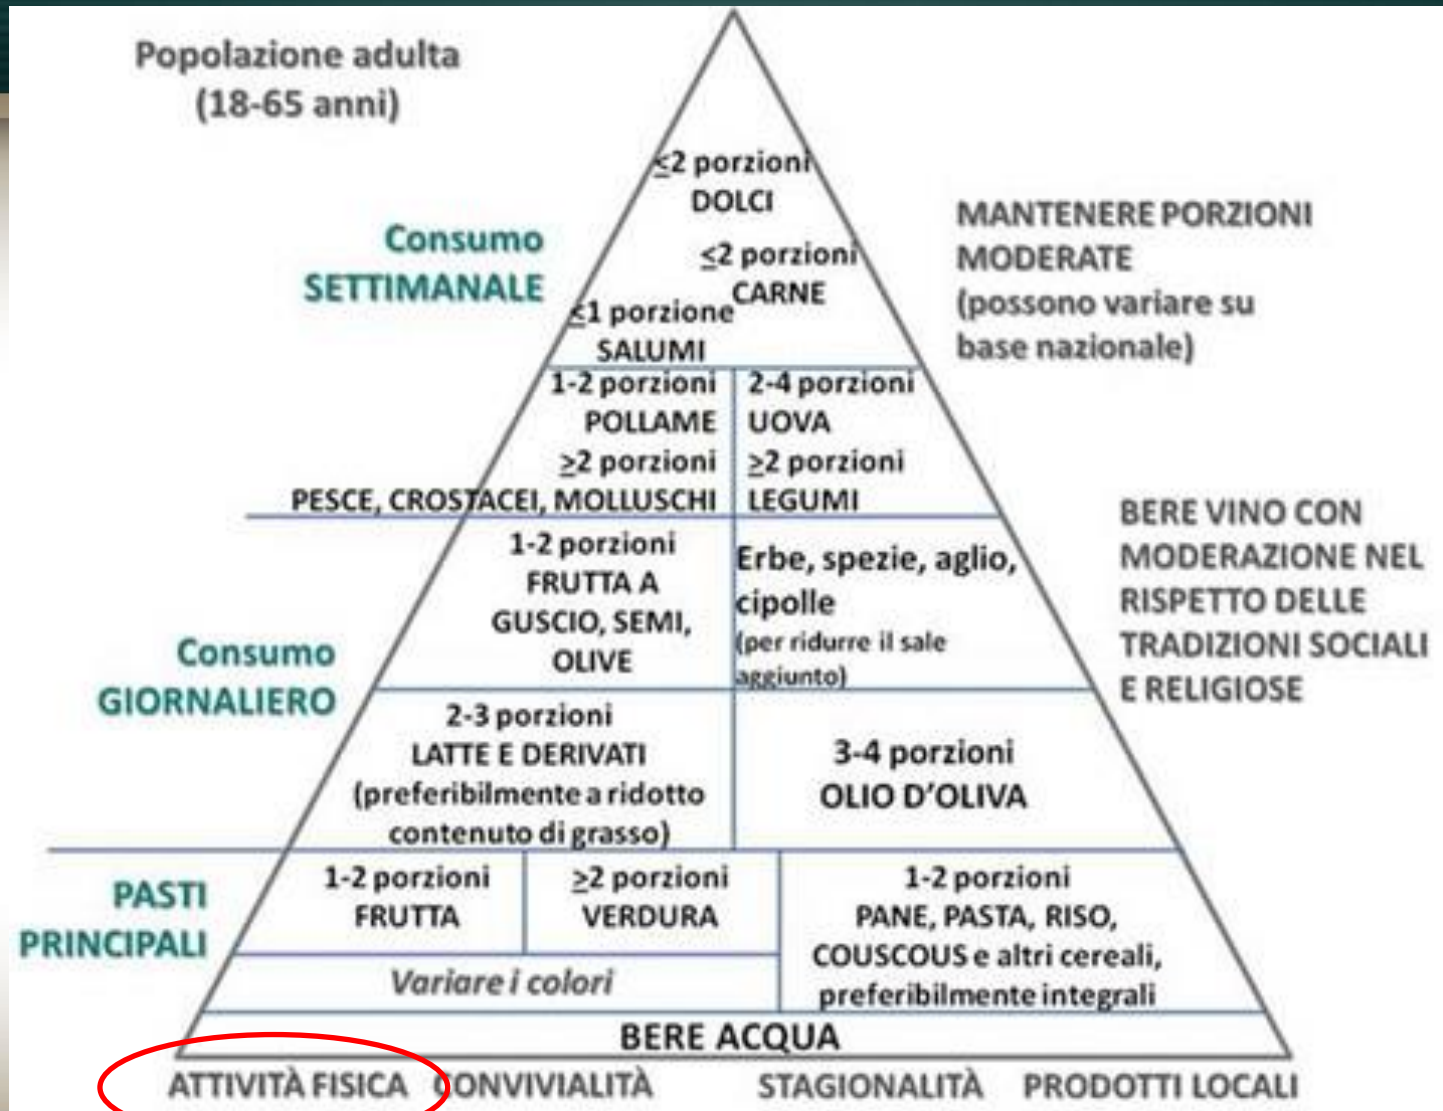 Popolazione adulta
(18-65 anni)
≤2 porzioni
DOLCI
Consumo
SETTIMANALE
≤2 porzioni
CARNE
≤1 porzione
SALUMI
MANTENERE PORZIONI
MODERATE
(possono variare su
base nazionale)
1-2 porzioni
POLLAME
≥2 porzioni
PESCE, CROSTACEI, MOLLUSCHI
2-4 porzioni
UOVA
≥2 porzioni
LEGUMI
BERE VINO CON
MODERAZIONE NEL
RISPETTO DELLE
TRADIZIONI SOCIALI
E RELIGIOSE
Consumo
GIORNALIERO
1-2 porzioni
FRUTTA A
GUSCIO, SEMI,
OLIVE
Erbe, spezie, aglio,
cipolle
(per ridurre il sale
aggiunto)
2-3 porzioni
LATTE E DERIVATI
(preferibilmente a ridotto
contenuto di grasso)
3-4 porzioni
OLIO D'OLIVA
PASTI
PRINCIPALI
1-2 porzioni
FRUTTA
≥2 porzioni
VERDURA
Variare i colori
1-2 porzioni
PANE, PASTA, RISO,
COUSCOUS e altri cereali,
preferibilmente integrali
BERE ACQUA
ATTIVITÀ FISICA CONVIVIALITÀ STAGIONALITÀ PRODOTTI LOCALI